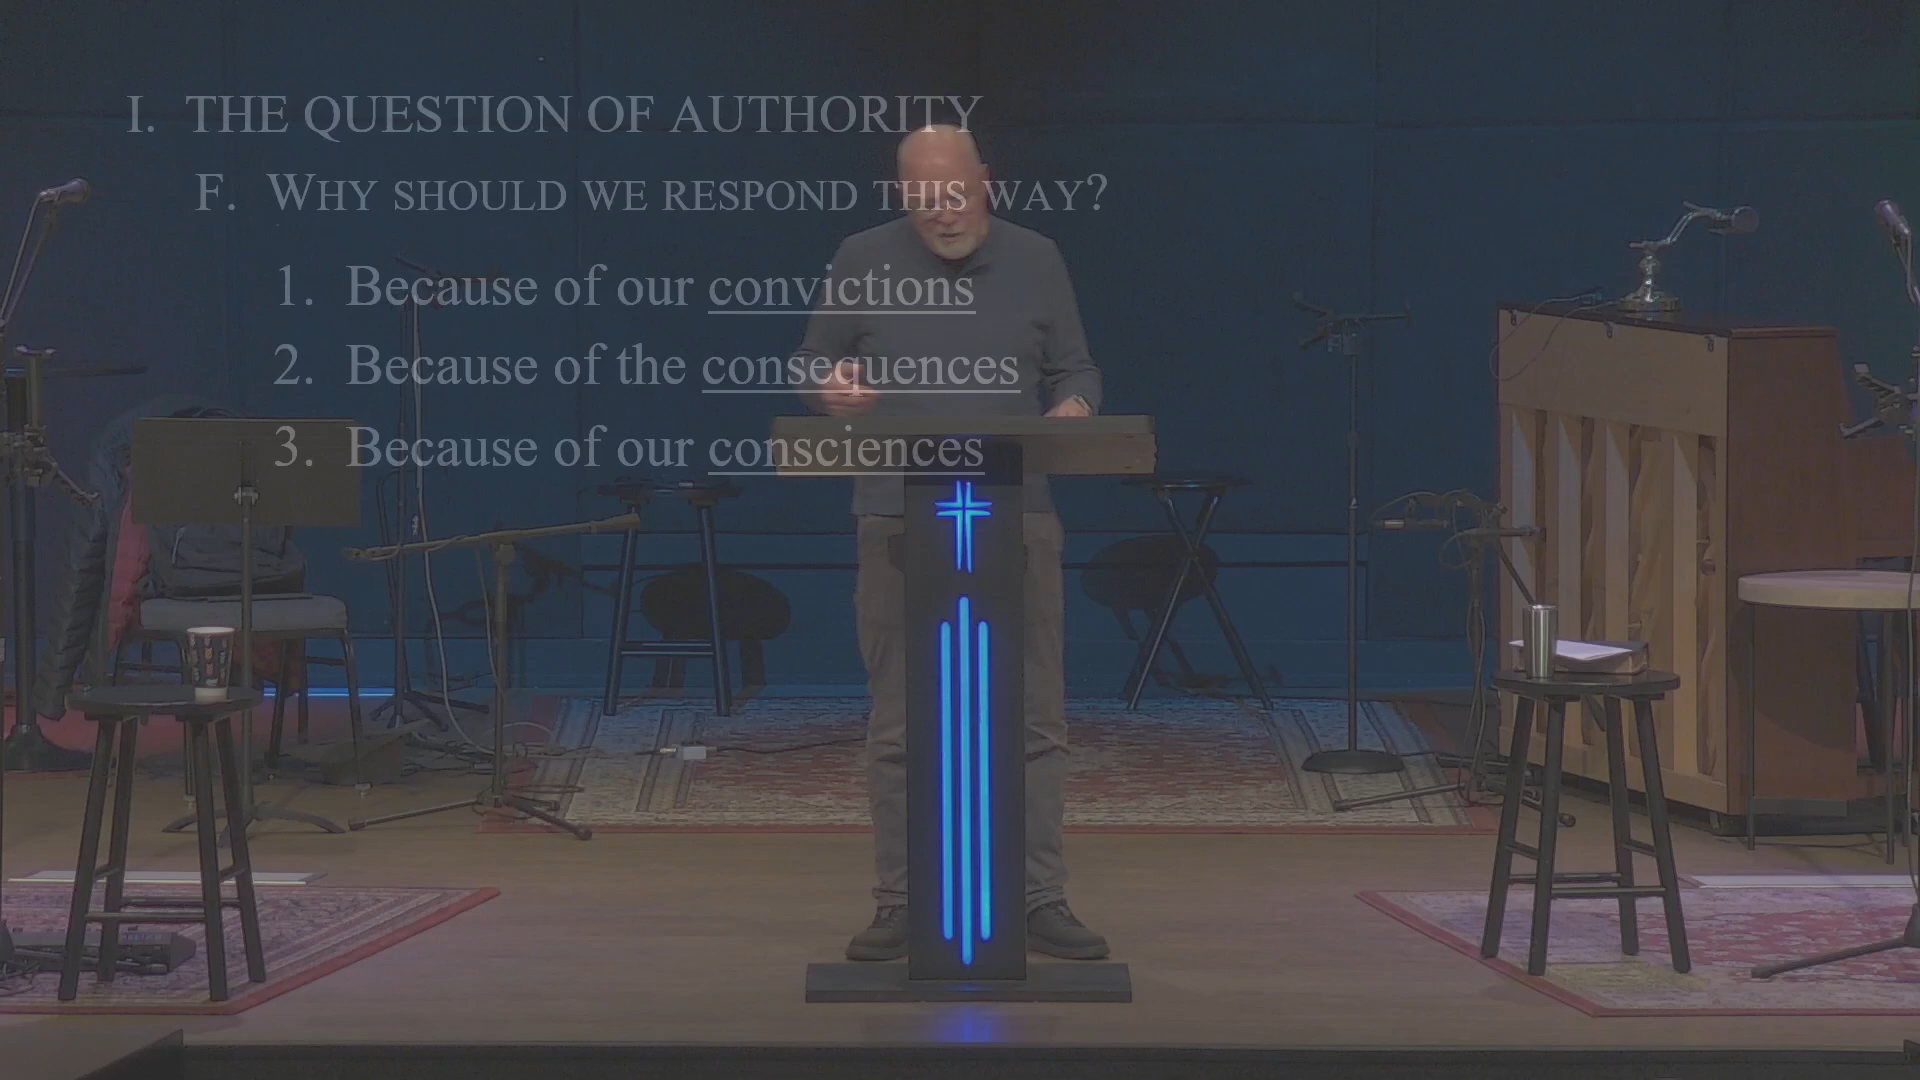 I. THE QUESTION OF AUTHORITY
F. WHY SHOULD WE RESPOND THIS WAY?
1. Because of our convictions
2. Because of the consequences
3. Because of our consciences